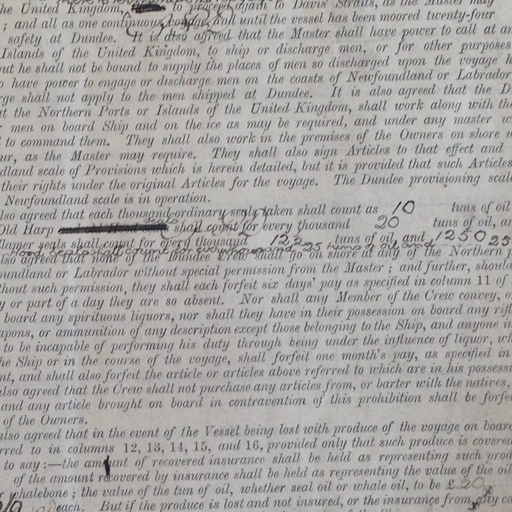 the United Kingdom again to Davis' Straits, as the Master may
; and all as one continuous voyage, and until the vessel has been moored twenty-four
safety at Dundee. It is also agreed that the Master shall have power to call at an
Islands of the United Kingdom, to ship or discharge men, or for other purposes
but he shall not be bound to supply the places of men so discharged upon the voyage h
o have power to engage or discharge men on the coasts of Newfoundland or Labrador
rge shall not apply to the men shipped at Dundee. It is also agreed that the D
at the Northern Ports or Islands of the United Kingdom, shall work along with the
r men on board Ship and on the ice as may be required, and under any master w
d to command them. They shall also work in the premises of the Owners on shore w
ur, as the Master may require. They shall also sign Articles to that effect and
dland scale of Provisions which is herein detailed, but it is provided that such Articles
their rights under the original Articles for the voyage. The Dundee provisioning scale
Newfoundland scale is in operation.
lso agreed that each thousand ordinary seals taken shall count as 10 tuns of oil
Old Harp shall count for every thousand 20 tuns of oil, an
dlamer seals shall count for every thousand 12½ tuns of oil, and
lso agreed that shall go on shore at any of the Northern p
oundland or Labrador without special permission from the Master; and further, should
thout such permission, they shall each forfeit six days' pay as specified in column 11 of
y or part of a day they are so absent. Nor shall any Member of the Crew convey, o
board any spirituous liquors, nor shall they have in their possession on board any rifl
apons, or ammunition of any description except those belonging to the Ship, and anyone in
to be incapable of performing his duty through being under the influence of liquor, wh
he Ship or in the course of the voyage, shall forfeit one month's pay, as specified in
nt, and shall also forfeit the article or articles above referred to which are in his possessi
also agreed that the Crew shall not purchase any articles from, or barter with the natives,
and any article brought on board in contravention of this prohibition shall be forfei
of the Owners.
also agreed that in the event of the Vessel being lost with produce of the voyage on board
erred to in columns 12, 13, 14, 15, and 16, provided only that such produce is covered
to say:—the amount of recovered insurance shall be held as representing such prod
of the amount recovered by insurance shall be held as representing the value of the oil
r whalebone; the value of the tun of oil, whether seal oil or whale oil, to be £20
each. But if the produce is lost and not insured, or the insurance from any ca